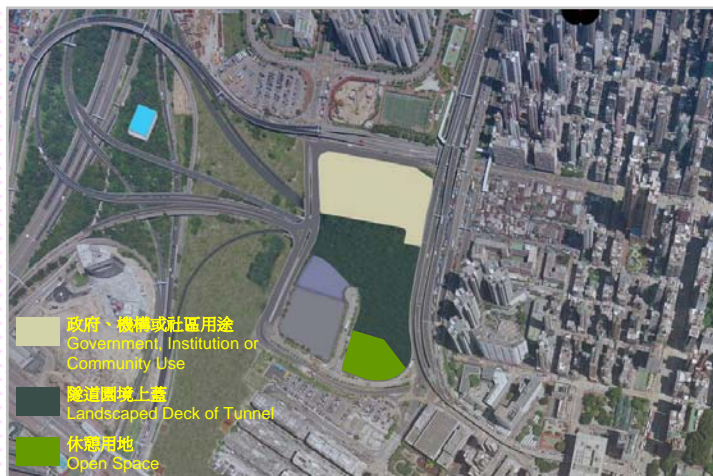 政府、機構或社區用途
Government, Institution or
Community Use
隧道園境上蓋
Landscaped Deck of Tunnel
休憩用地
Open Space